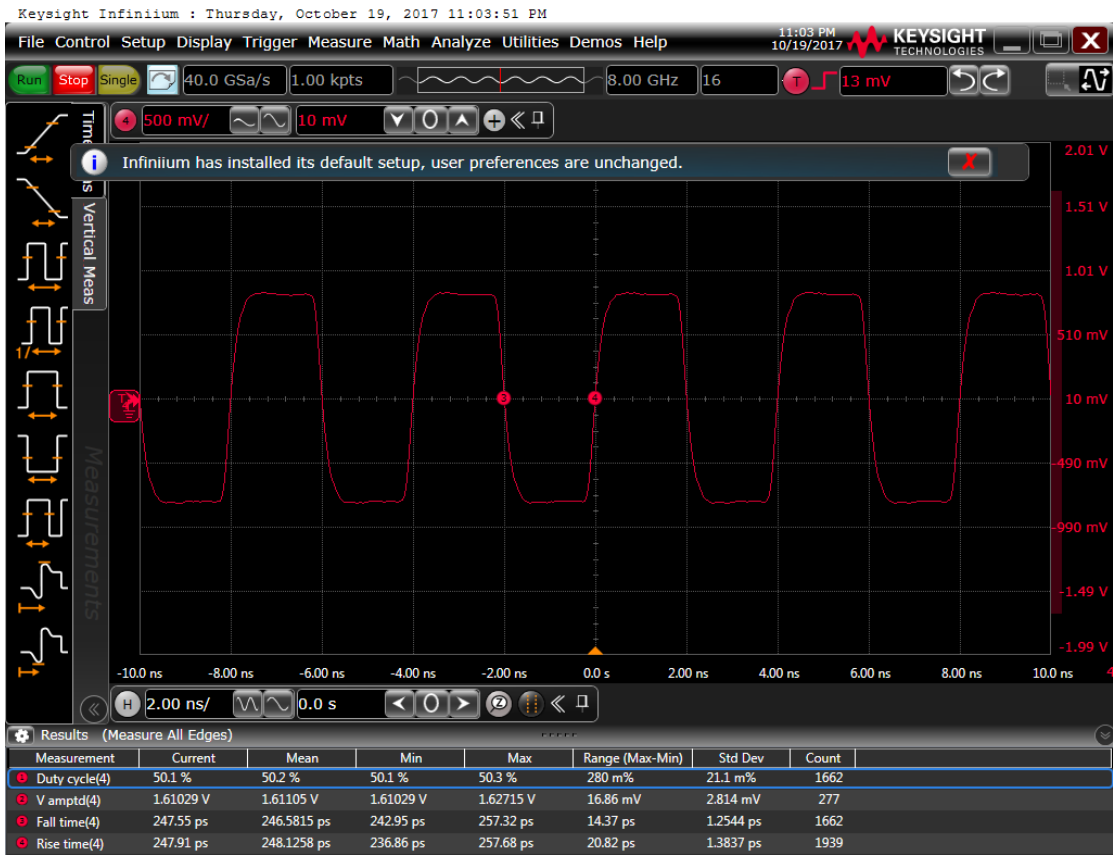 Keysight Infiniium : Thursday, October 19, 2017 11:03:51 PM
File Control Setup Display Trigger Measure Math Analyze Utilities Demos Help
11:03 PM
10/19/2017
KEYSIGHT
TECHNOLOGIES
Run Stop Single 40.0 GSa/s 1.00 kpts 8.00 GHz 16 T 13 mV
4 500 mV/ 10 mV
i Infiniium has installed its default setup, user preferences are unchanged. X
Vertical Meas
Measurements
1/
2.01 V
1.51 V
1.01 V
510 mV
10 mV
-490 mV
-990 mV
-1.49 V
-1.99 V
3 4
-10.0 ns -8.00 ns -6.00 ns -4.00 ns -2.00 ns 0.0 s 2.00 ns 4.00 ns 6.00 ns 8.00 ns 10.0 ns
H 2.00 ns/ 0.0 s
Results (Measure All Edges)
Measurement Current Mean Min Max Range (Max-Min) Std Dev Count
1 Duty cycle(4) 50.1 % 50.2 % 50.1 % 50.3 % 280 m% 21.1 m% 1662
2 V amptd(4) 1.61029 V 1.61105 V 1.61029 V 1.62715 V 16.86 mV 2.814 mV 277
3 Fall time(4) 247.55 ps 246.5815 ps 242.95 ps 257.32 ps 14.37 ps 1.2544 ps 1662
4 Rise time(4) 247.91 ps 248.1258 ps 236.86 ps 257.68 ps 20.82 ps 1.3837 ps 1939